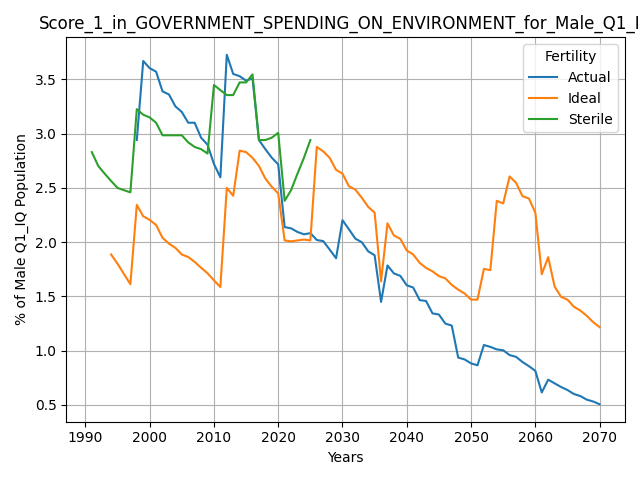 Score_1_in_GOVERNMENT_SPENDING_ON_ENVIRONMENT_for_Male_Q1_I
Fertility
Actual
Ideal
Sterile
% of Male Q1_IQ Population
3.5
3.0
2.5
2.0
1.5
1.0
0.5
1990 2000 2010 2020 2030 2040 2050 2060 2070
Years